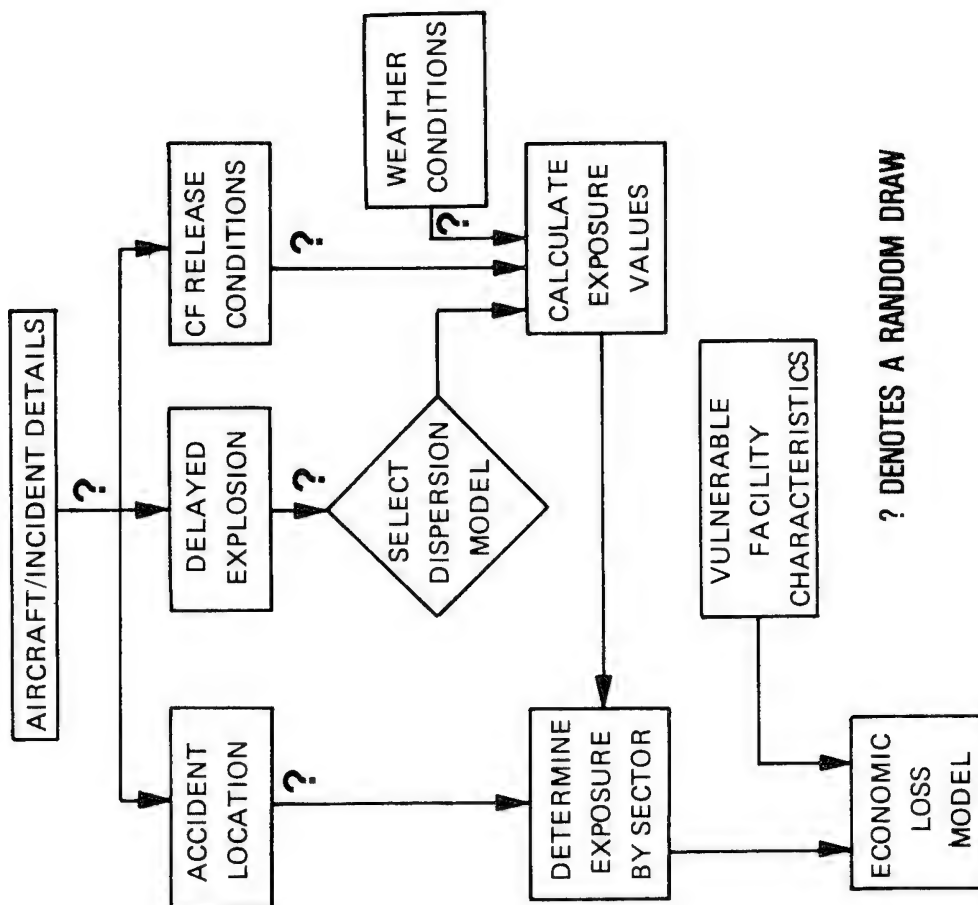 AIRCRAFT/INCIDENT DETAILS
?
ACCIDENT
LOCATION
DELAYED
EXPLOSION
CF RELEASE
CONDITIONS
?
?
?
WEATHER
CONDITIONS
?
SELECT
DISPERSION
MODEL
CALCULATE
EXPOSURE
VALUES
DETERMINE
EXPOSURE
BY SECTOR
VULNERABLE
FACILITY
CHARACTERISTICS
ECONOMIC
LOSS
MODEL
? DENOTES A RANDOM DRAW